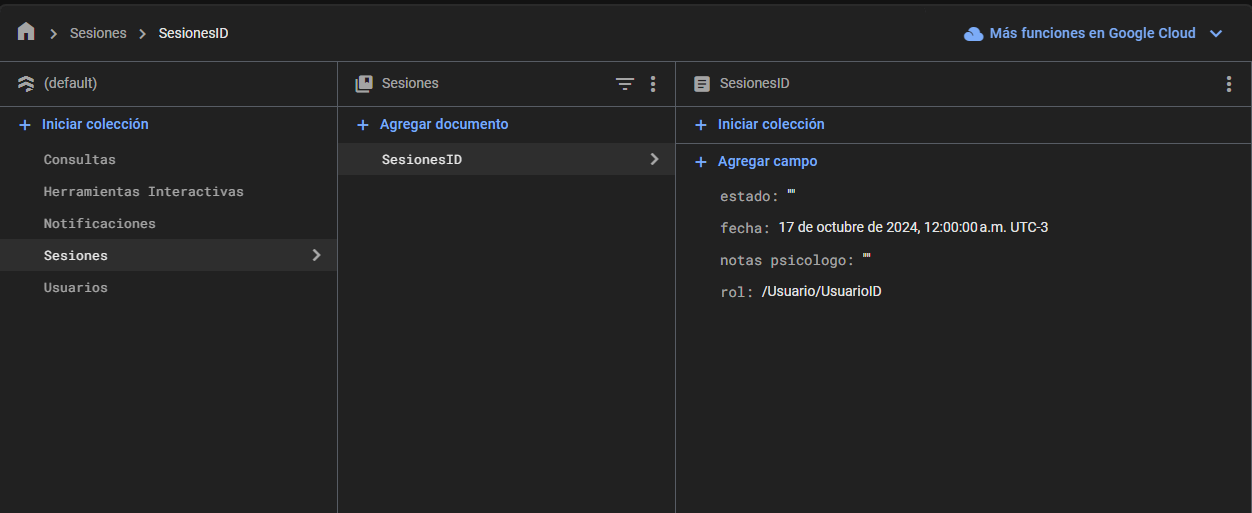 Sesiones SesionesID
Más funciones en Google Cloud
(default)
Iniciar colección
Consultas
Herramientas Interactivas
Notificaciones
Sesiones
Usuarios
Sesiones
Agregar documento
SesionesID
SesionesID
Iniciar colección
Agregar campo
estado: ""
fecha: 17 de octubre de 2024, 12:00:00 a.m. UTC-3
notas psicologo: ""
rol: /Usuario/UsuarioID